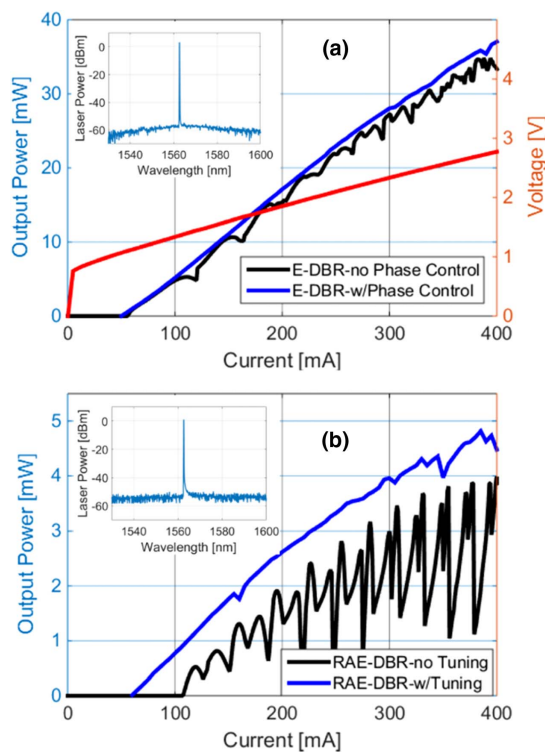 (a)
Output Power [mW]
40
30
20
10
0
Laser Power [dBm]
0
-20
-40
-60
1540 1560 1580 1600
Wavelength [nm]
Voltage [V]
4
3
2
1
0
E-DBR-no Phase Control
E-DBR-w/Phase Control
0 100 200 300 400
Current [mA]
(b)
Output Power [mW]
5
4
3
2
1
0
Laser Power [dBm]
0
-20
-40
-60
1540 1560 1580 1600
Wavelength [nm]
RAE-DBR-no Tuning
RAE-DBR-w/Tuning
0 100 200 300 400
Current [mA]